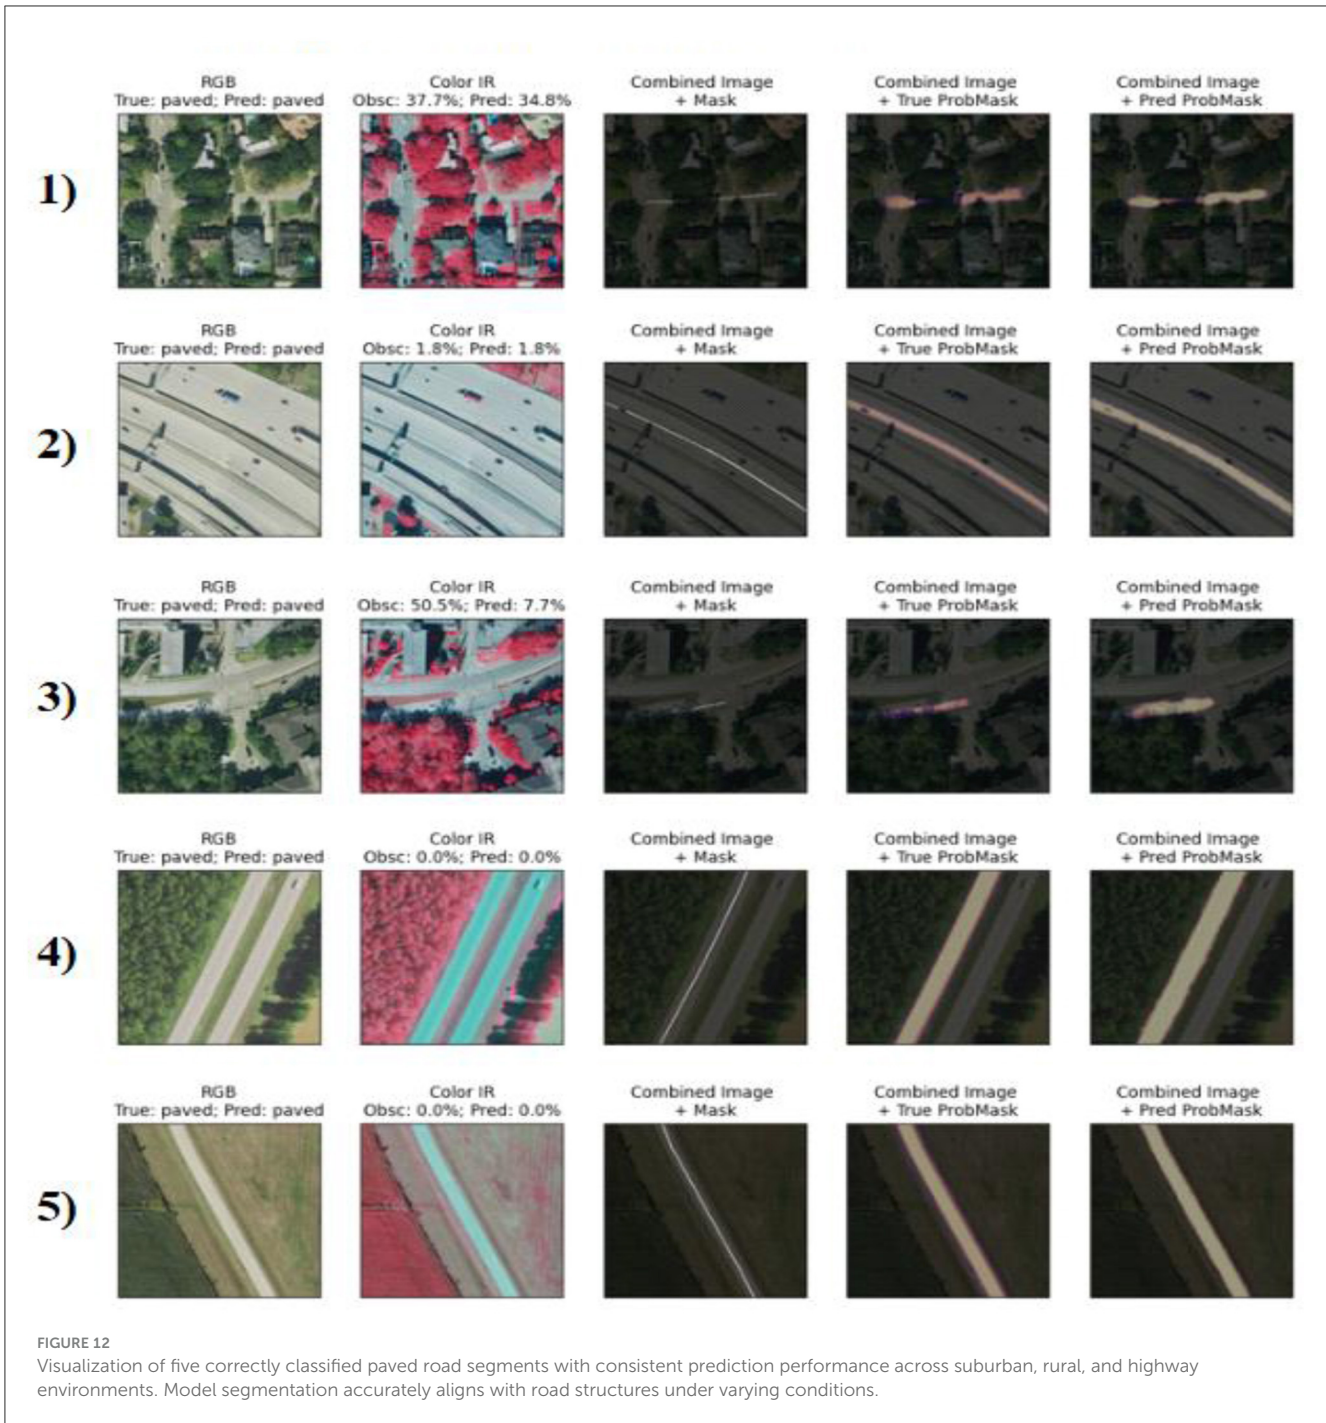 RGB
True: paved; Pred: paved
Color IR
Obsc: 37.7%; Pred: 34.8%
Combined Image
+ Mask
Combined Image
+ True ProbMask
Combined Image
+ Pred ProbMask
1)
RGB
True: paved; Pred: paved
Color IR
Obsc: 1.8%; Pred: 1.8%
Combined Image
+ Mask
Combined Image
+ True ProbMask
Combined Image
+ Pred ProbMask
2)
RGB
True: paved; Pred: paved
Color IR
Obsc: 50.5%; Pred: 7.7%
Combined Image
+ Mask
Combined Image
+ True ProbMask
Combined Image
+ Pred ProbMask
3)
RGB
True: paved; Pred: paved
Color IR
Obsc: 0.0%; Pred: 0.0%
Combined Image
+ Mask
Combined Image
+ True ProbMask
Combined Image
+ Pred ProbMask
4)
RGB
True: paved; Pred: paved
Color IR
Obsc: 0.0%; Pred: 0.0%
Combined Image
+ Mask
Combined Image
+ True ProbMask
Combined Image
+ Pred ProbMask
5)
FIGURE 12
Visualization of five correctly classified paved road segments with consistent prediction performance across suburban, rural, and highway
environments. Model segmentation accurately aligns with road structures under varying conditions.